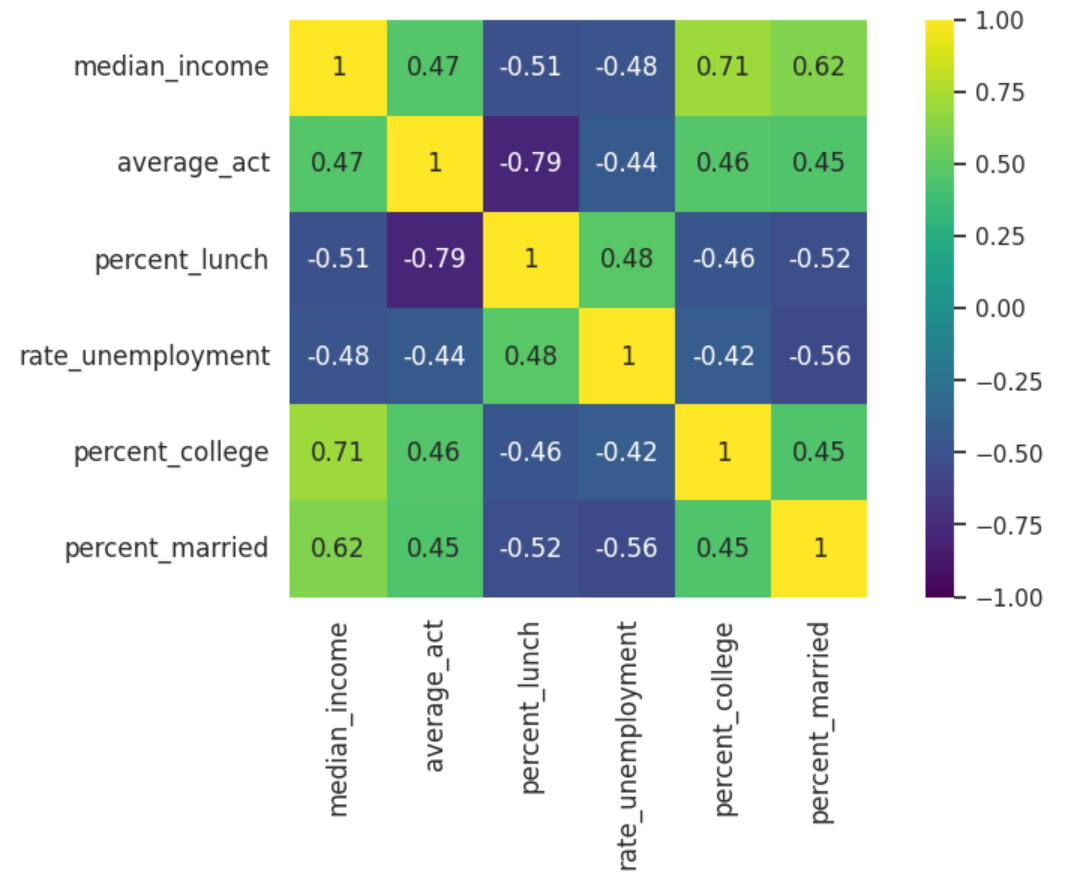 median_income 1 0.47 -0.51 -0.48 0.71 0.62
average_act 0.47 1 -0.79 -0.44 0.46 0.45
percent_lunch -0.51 -0.79 1 0.48 -0.46 -0.52
rate_unemployment -0.48 -0.44 0.48 1 -0.42 -0.56
percent_college 0.71 0.46 -0.46 -0.42 1 0.45
percent_married 0.62 0.45 -0.52 -0.56 0.45 1
median_income
average_act
percent_lunch
rate_unemployment
percent_college
percent_married
1.00
0.75
0.50
0.25
0.00
−0.25
−0.50
−0.75
−1.00